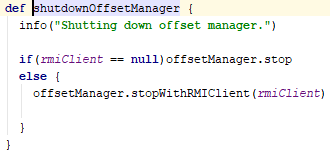 def shutdownOffsetManager {
info("Shutting down offset manager.")
if(rmiClient == null)offsetManager.stop
else {
offsetManager.stopWithRMIClient(rmiClient)
}
}